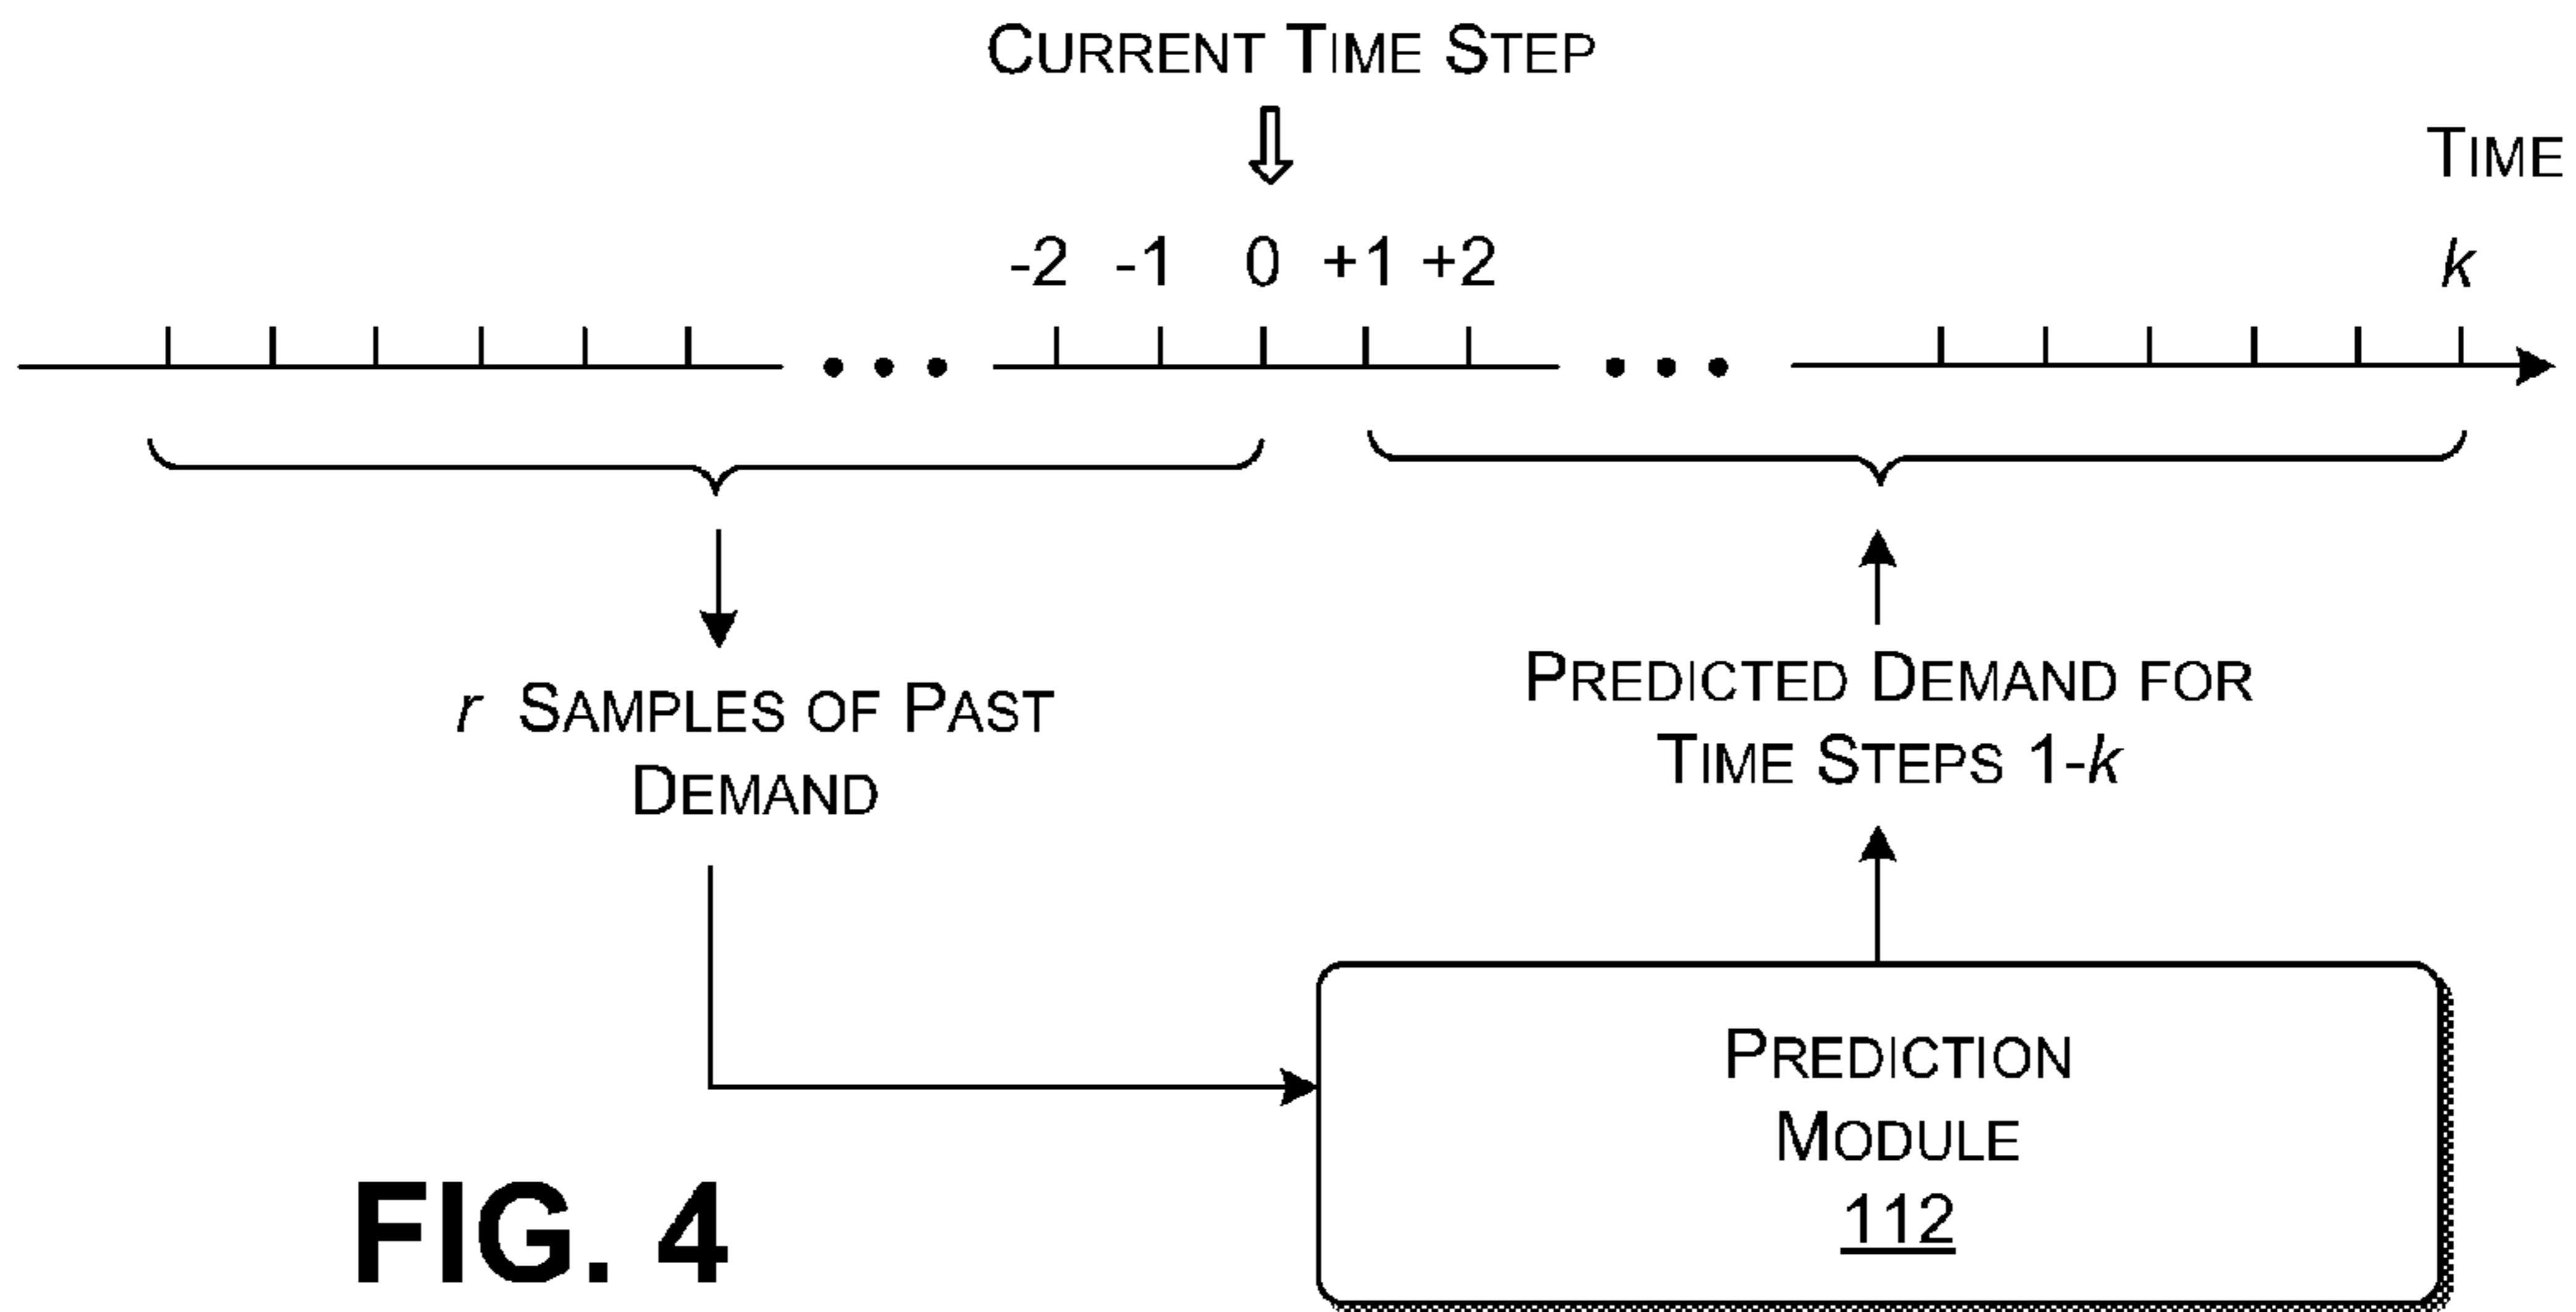 CURRENT TIME STEP
TIME
-2 -1 0 +1 +2
k
r SAMPLES OF PAST
DEMAND
PREDICTED DEMAND FOR
TIME STEPS 1-k
PREDICTION
MODULE
112
FIG. 4